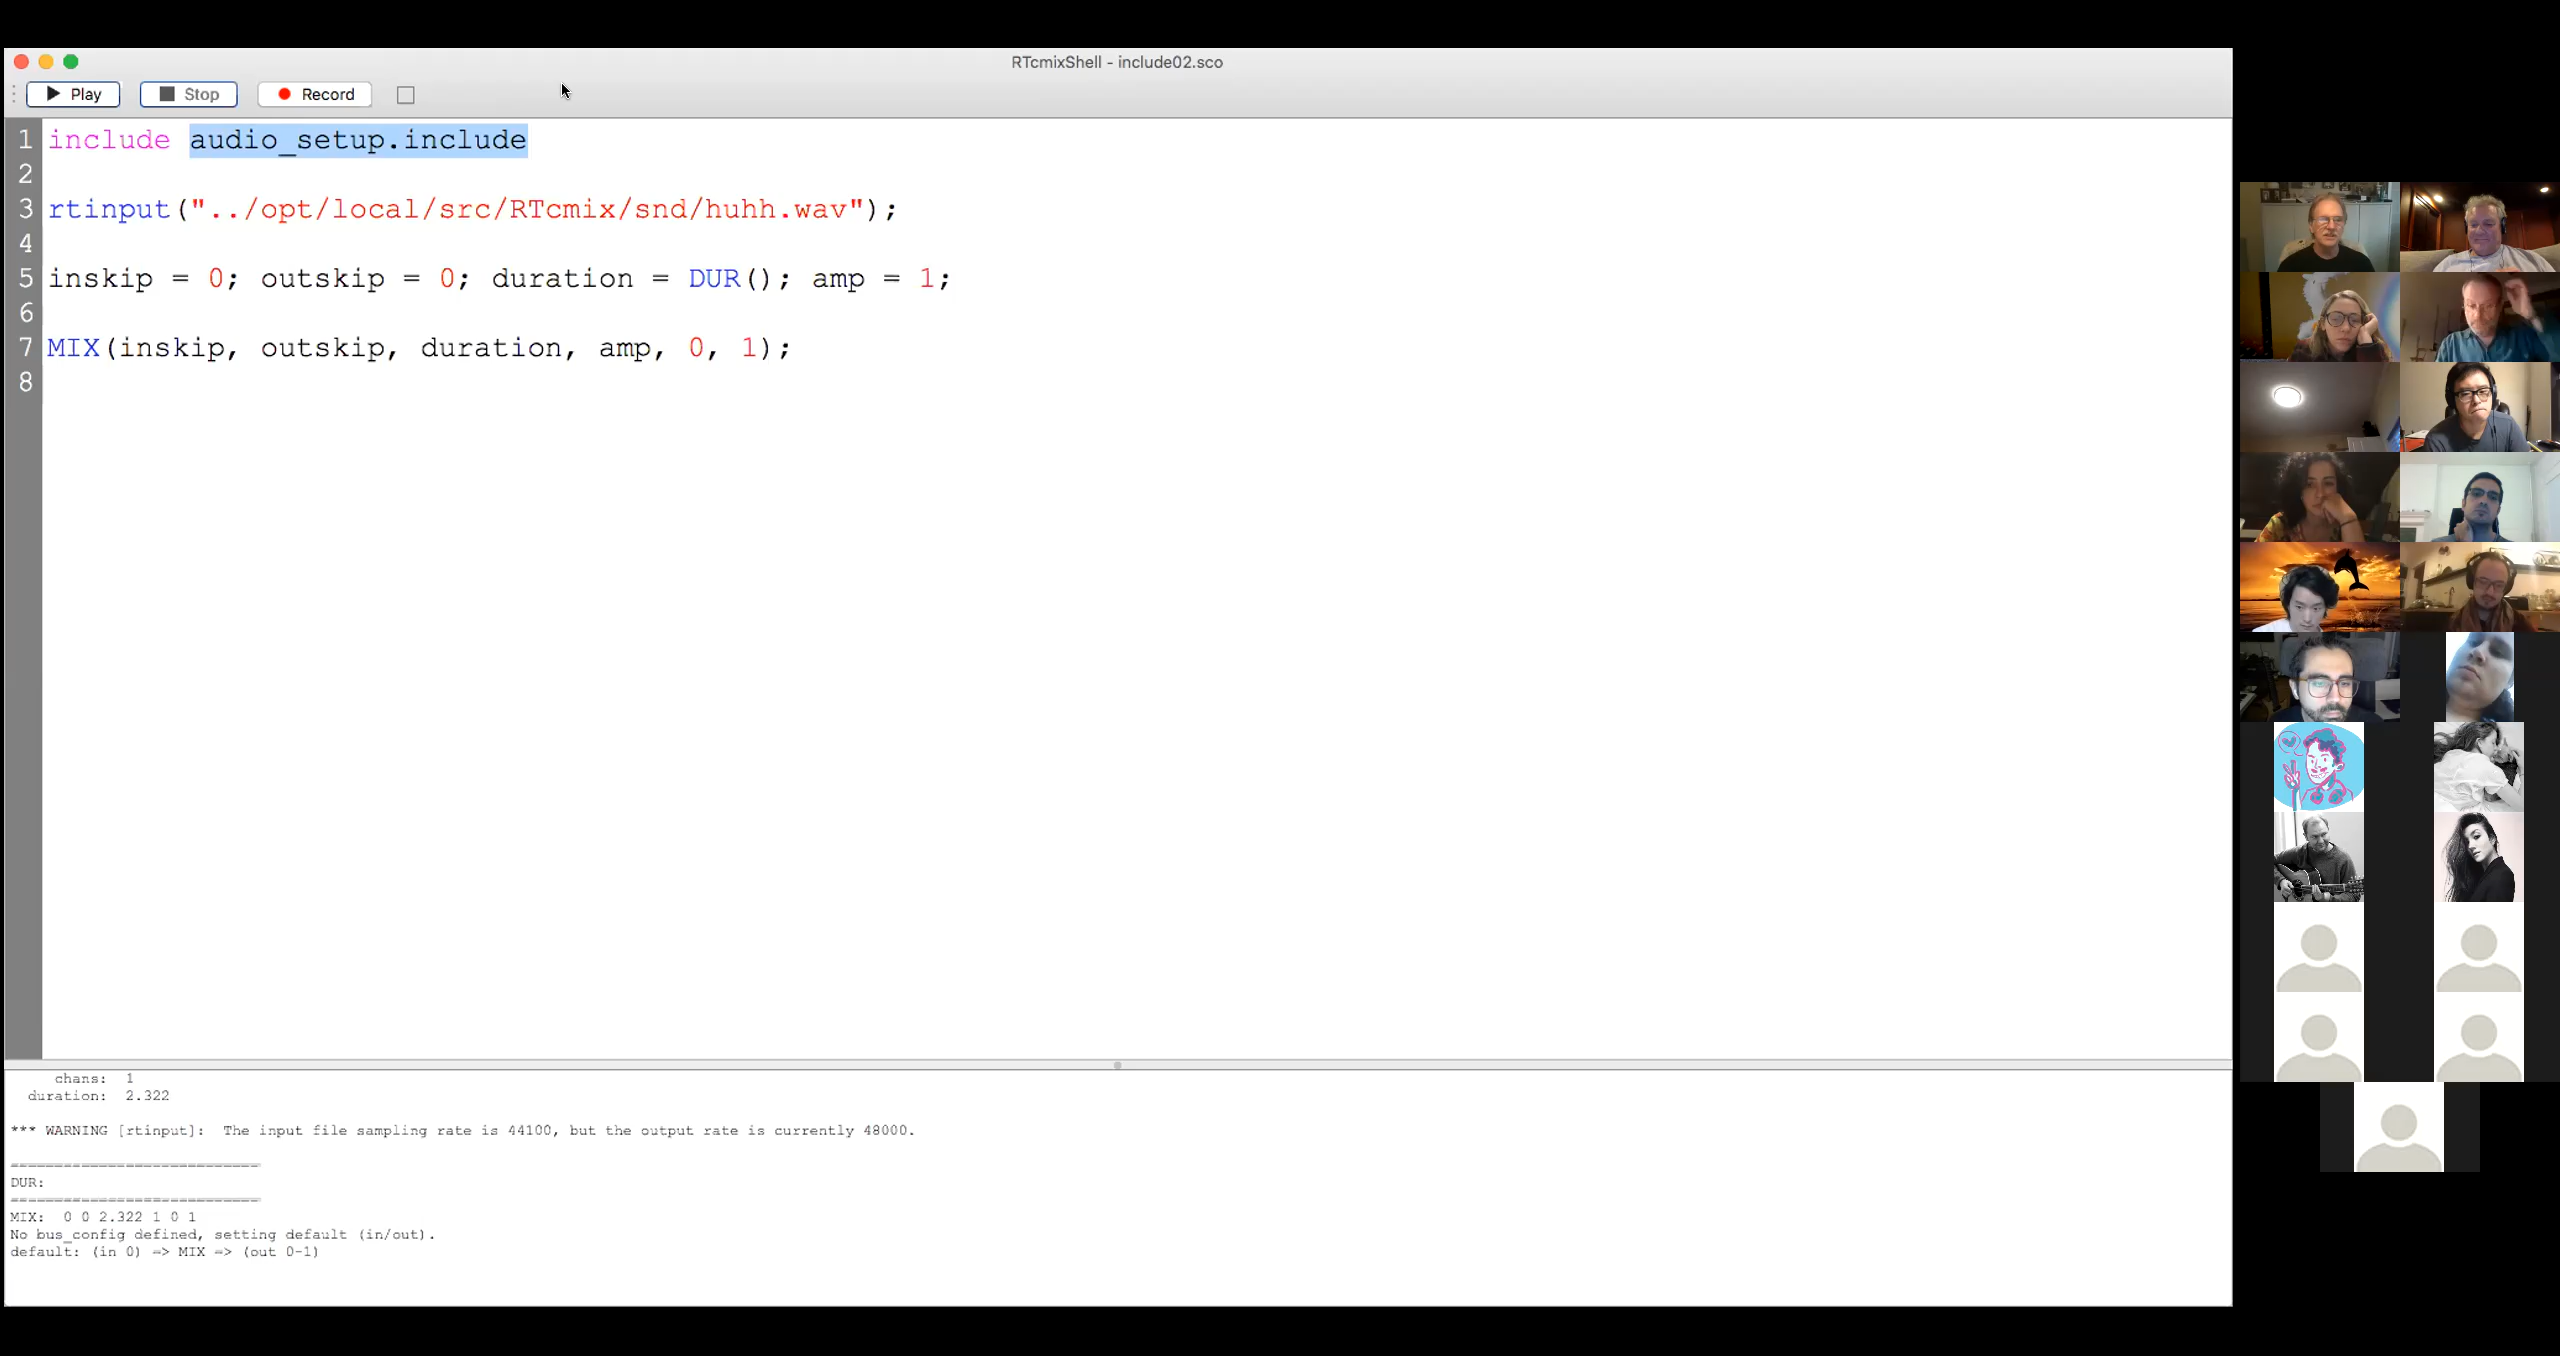 RTcmixShell - include02.sco
Play Stop Record
1 include audio_setup.include
2
3 rtinput("../opt/local/src/RTcmix/snd/huhh.wav");
4
5 inskip = 0; outskip = 0; duration = DUR(); amp = 1;
6
7 MIX(inskip, outskip, duration, amp, 0, 1);
8
chans: 1
duration: 2.322
*** WARNING [rtinput]: The input file sampling rate is 44100, but the output rate is currently 48000.
============================
DUR:
============================
MIX: 0 0 2.322 1 0 1
No bus_config defined, setting default (in/out).
default: (in 0) => MIX => (out 0-1)